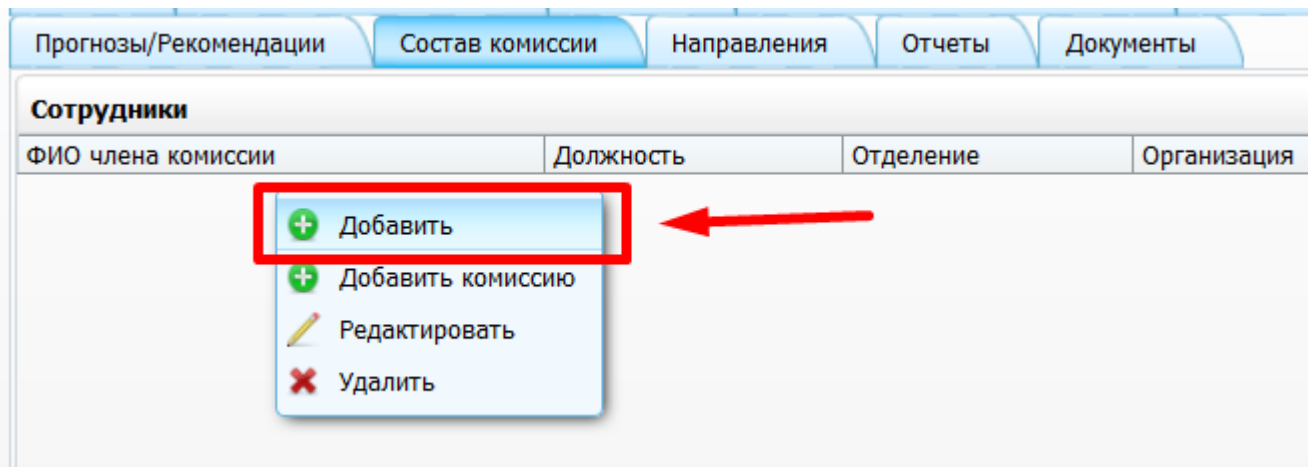 Прогнозы/Рекомендации Состав комиссии Направления Отчеты Документы
Сотрудники
ФИО члена комиссии Должность Отделение Организация
Добавить
Добавить комиссию
Редактировать
Удалить